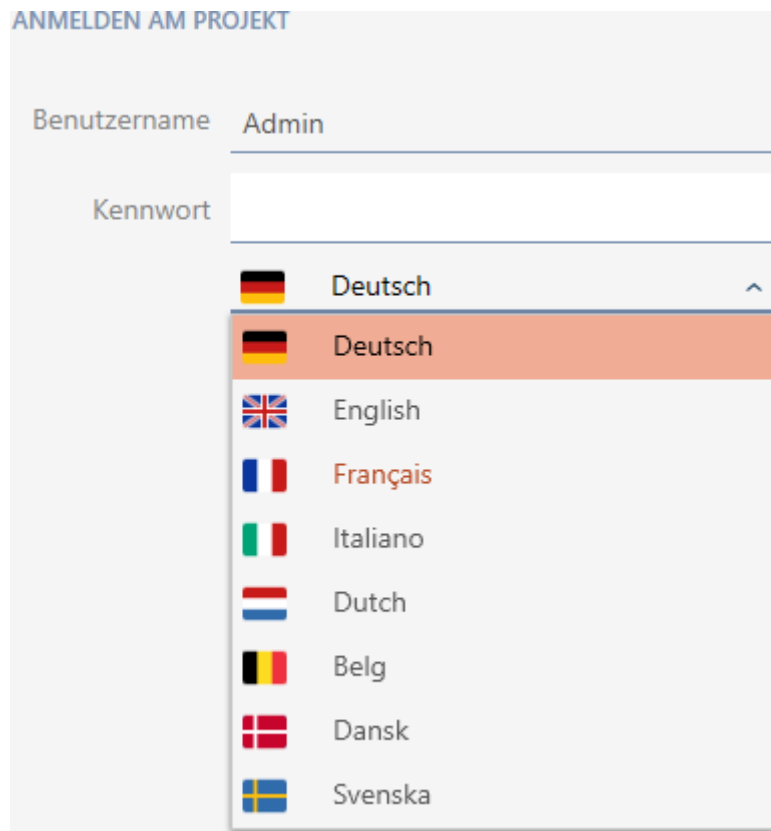 ANMELDEN AM PROJEKT
Benutzername Admin
Kennwort
Deutsch
Deutsch
English
Français
Italiano
Dutch
Belg
Dansk
Svenska